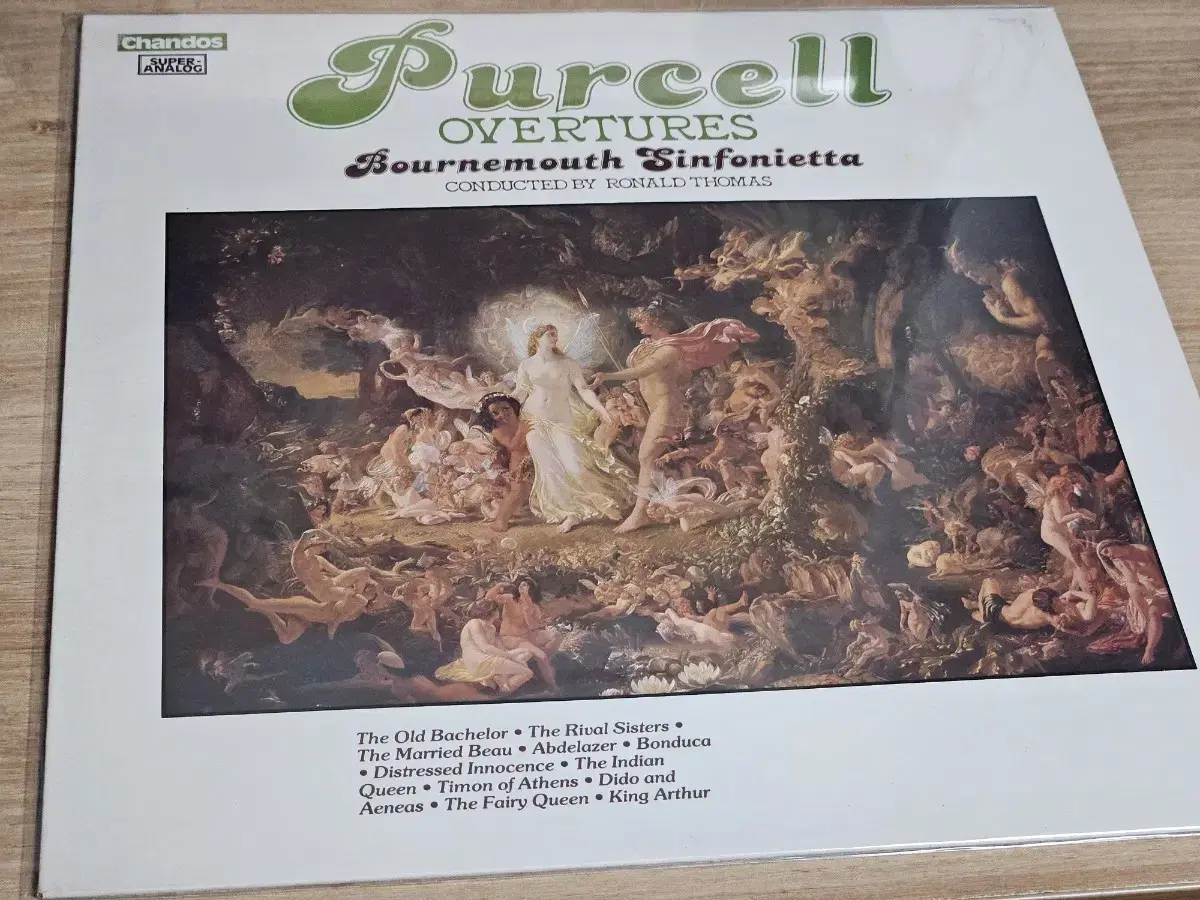 Chandos
SUPER-
ANALOG
Purcell
OVERTURES
Bournemouth Sinfonietta
CONDUCTED BY RONALD THOMAS
The Old Bachelor • The Rival Sisters •
The Married Beau • Abdelazer • Bonduca
• Distressed Innocence • The Indian
Queen • Timon of Athens • Dido and
Aeneas • The Fairy Queen • King Arthur